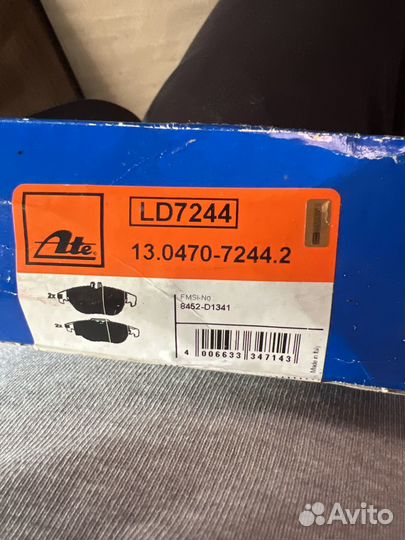 LD7244
Ate
13.0470-7244.2
2x
2x
FMSI-No
8452-D1341
4 006633 347143
Made in Italy
Avito